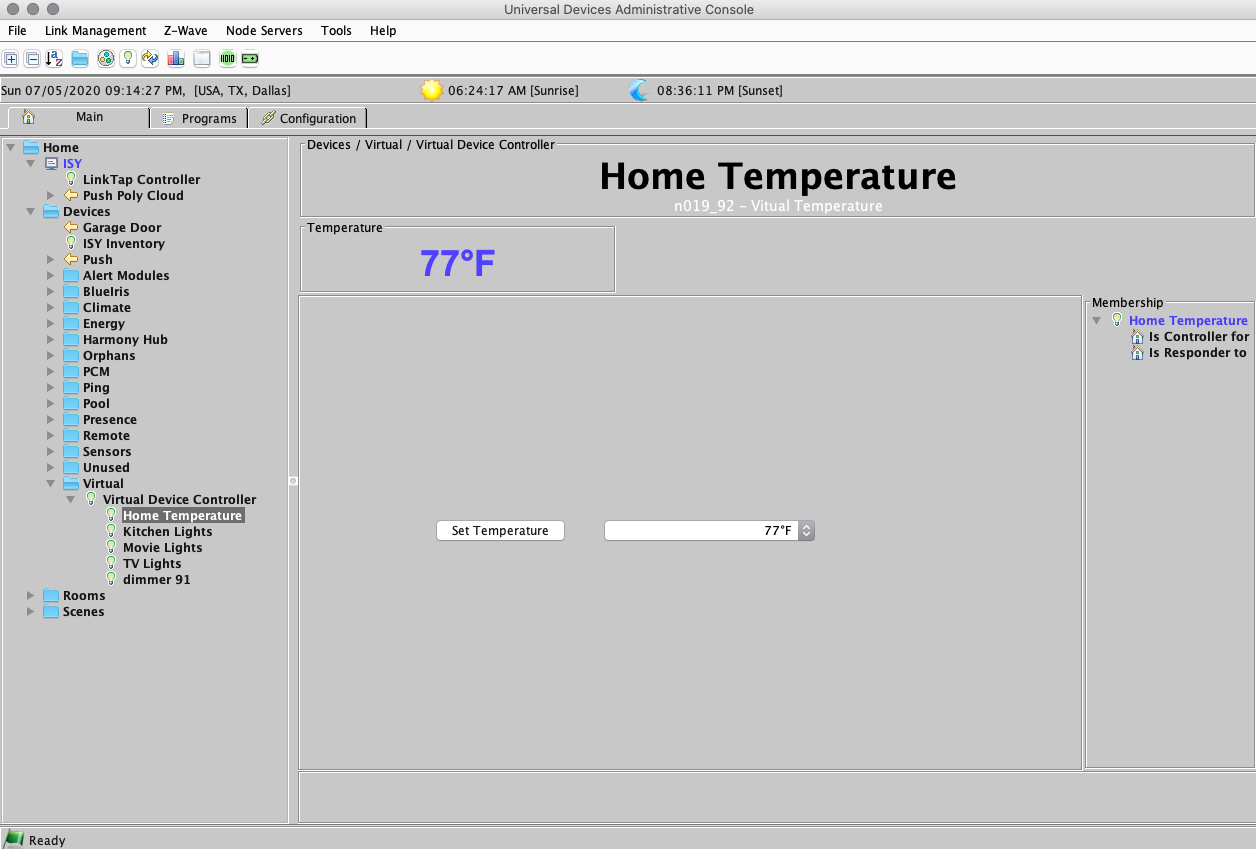 Universal Devices Administrative Console
File Link Management Z-Wave Node Servers Tools Help
Sun 07/05/2020 09:14:27 PM, [USA, TX, Dallas] 06:24:17 AM [Sunrise] 08:36:11 PM [Sunset]
Main Programs Configuration
Home
ISY
LinkTap Controller
Push Poly Cloud
Devices
Garage Door
ISY Inventory
Push
Alert Modules
BlueIris
Climate
Energy
Harmony Hub
Orphans
PCM
Ping
Pool
Presence
Remote
Sensors
Unused
Virtual
Virtual Device Controller
Home Temperature
Kitchen Lights
Movie Lights
TV Lights
dimmer 91
Rooms
Scenes
Devices / Virtual / Virtual Device Controller
Home Temperature
n019_92 - Vitual Temperature
Temperature
77°F
Set Temperature 77°F
Membership
Home Temperature
Is Controller for
Is Responder to
Ready